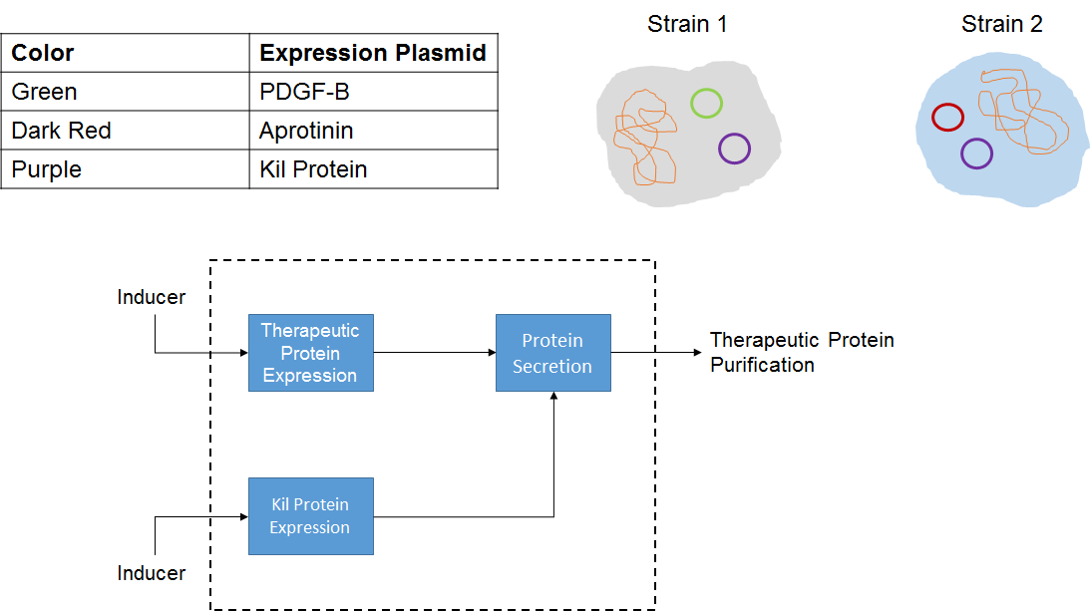 Color Expression Plasmid
Green PDGF-B
Dark Red Aprotinin
Purple Kil Protein
Strain 1
Strain 2
Inducer
Therapeutic
Protein
Expression
Protein
Secretion
Therapeutic Protein
Purification
Kil Protein
Expression
Inducer